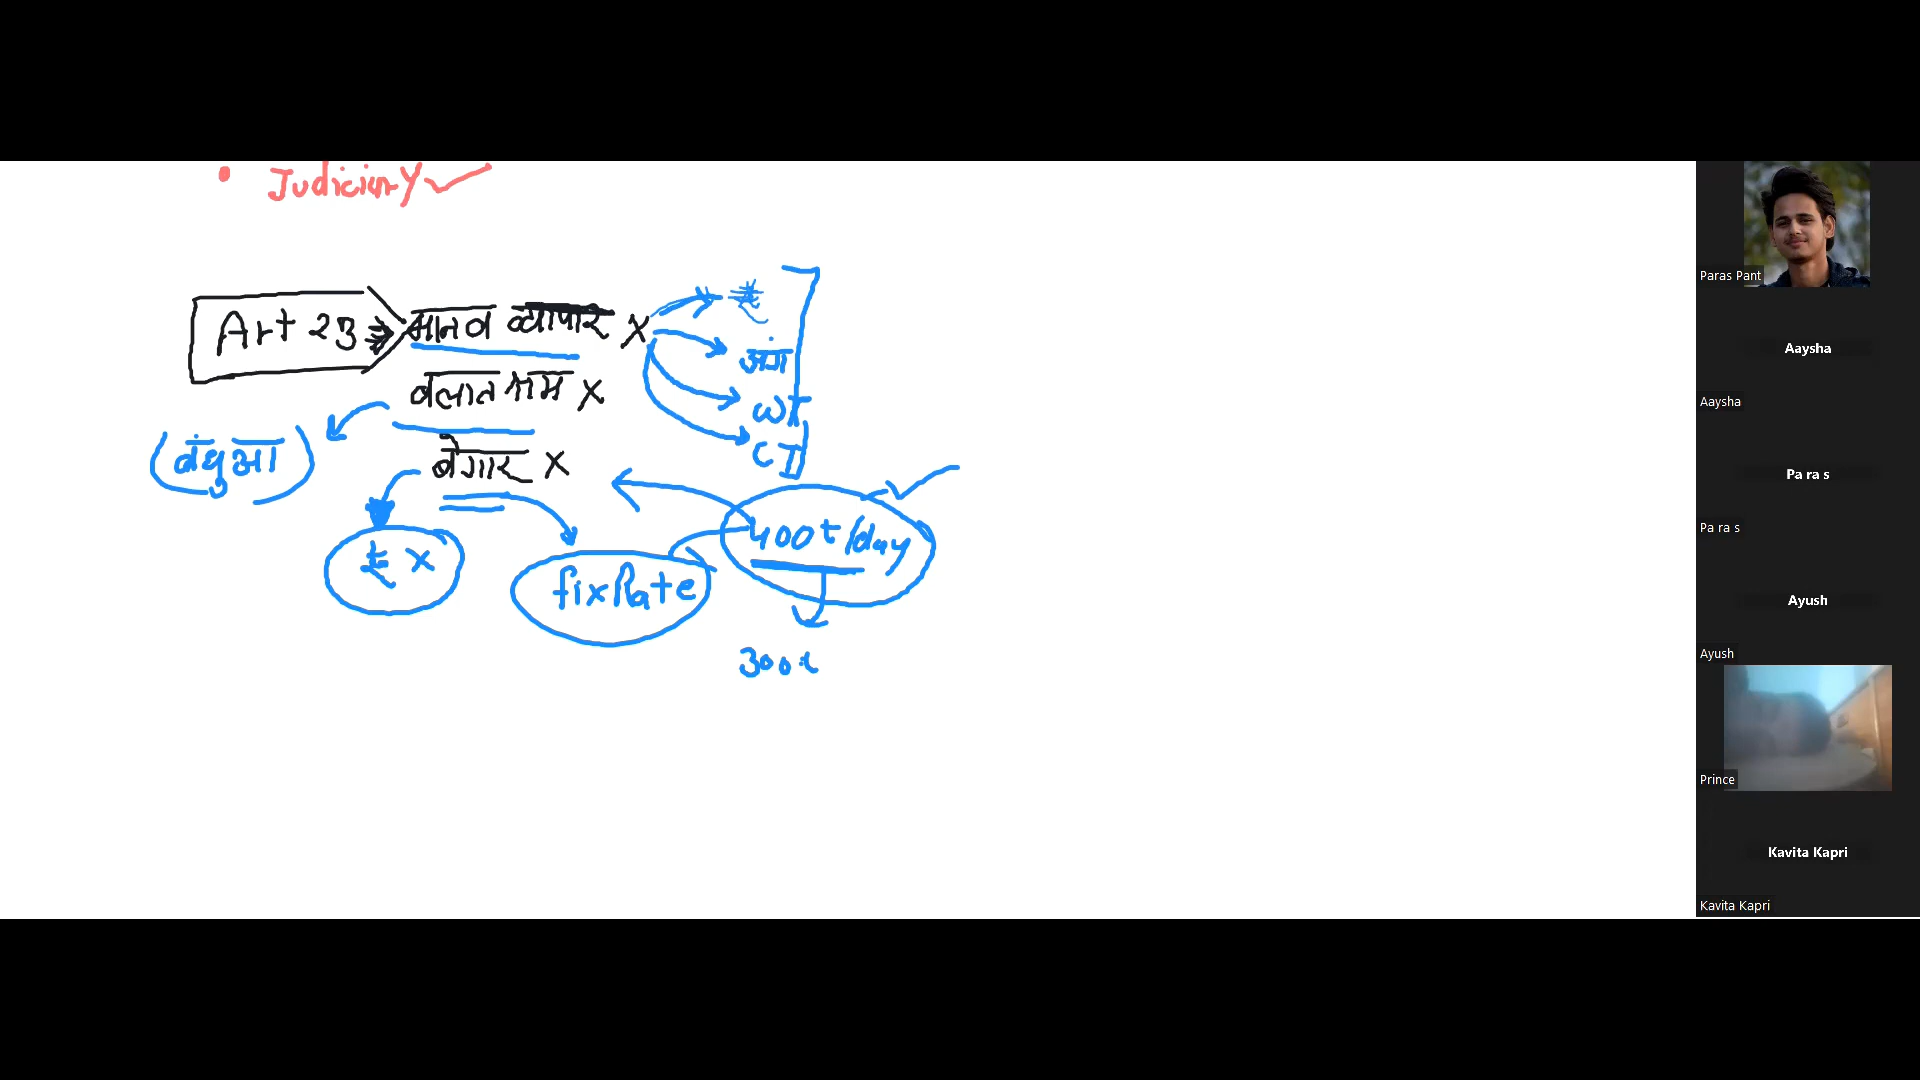 • Judiciary
Art 23
मानव व्यापार X
बलात श्रम X
बेगार X
(बंधुआ)
अंग
WT
CT
₹ X
fix Rate
400₹/day
300₹
Paras Pant
Aaysha
Aaysha
Pa ra s
Pa ra s
Ayush
Ayush
Prince
Kavita Kapri
Kavita Kapri